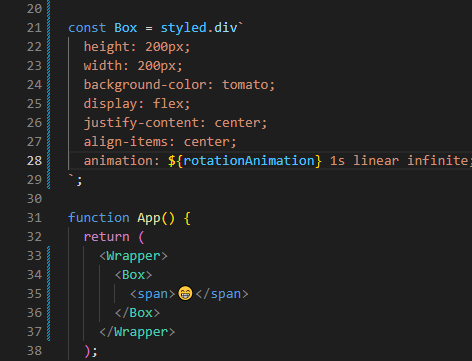 20
21 const Box = styled.div`
22   height: 200px;
23   width: 200px;
24   background-color: tomato;
25   display: flex;
26   justify-content: center;
27   align-items: center;
28   animation: ${rotationAnimation} 1s linear infinite;
29 `;
30
31 function App() {
32   return (
33     <Wrapper>
34       <Box>
35         <span>😁</span>
36       </Box>
37     </Wrapper>
38   );